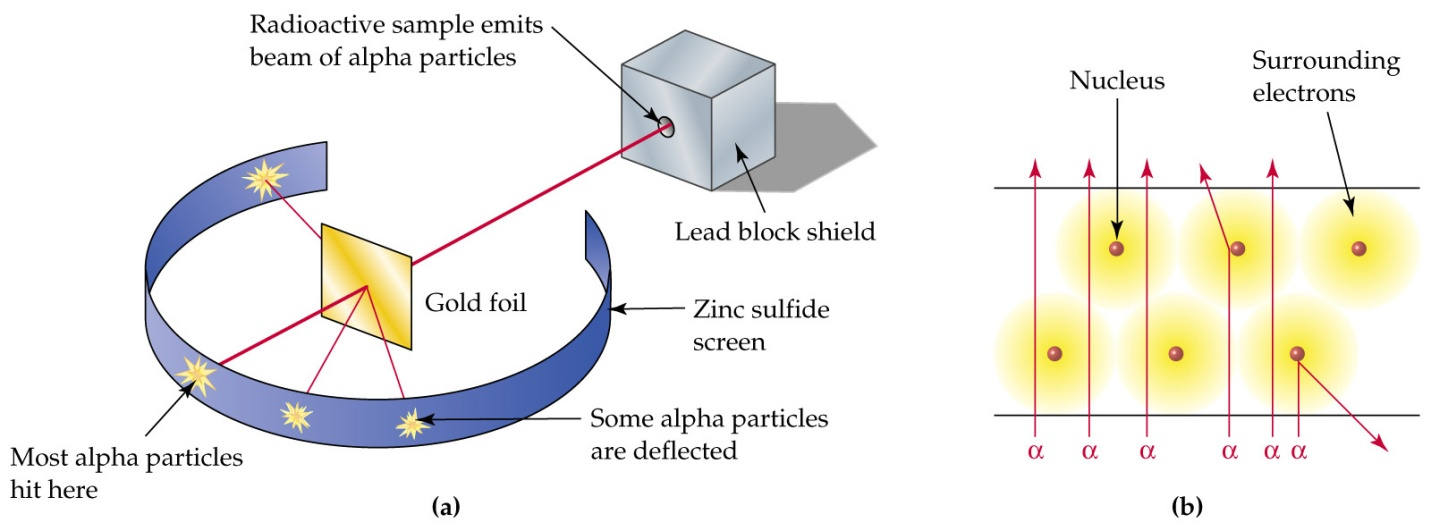 Radioactive sample emits
beam of alpha particles
Lead block shield
Gold foil
Zinc sulfide
screen
Some alpha particles
are deflected
Most alpha particles
hit here
(a)
Nucleus
Surrounding
electrons
α α α α α α
(b)